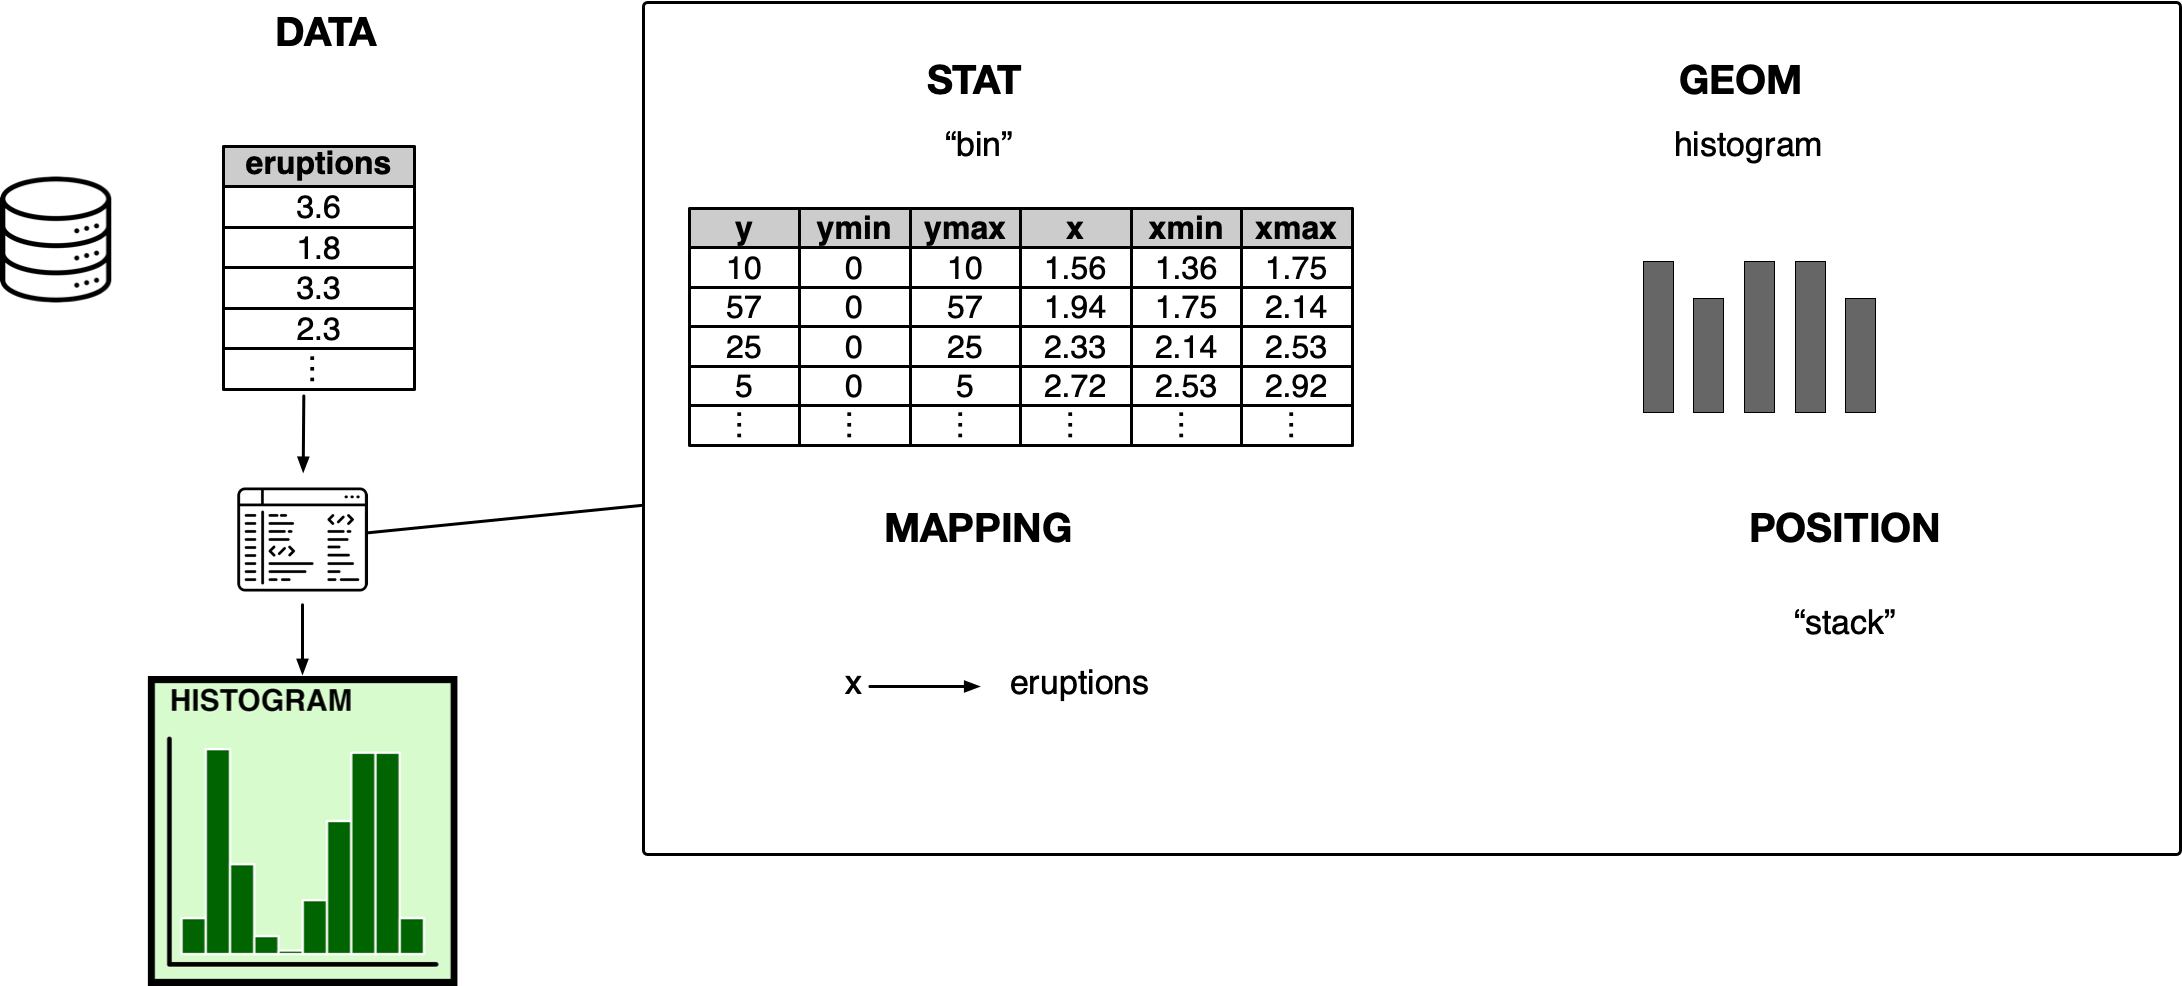 DATA
eruptions
3.6
1.8
3.3
2.3
⋮
HISTOGRAM
STAT
“bin”
y ymin ymax x xmin xmax
10 0 10 1.56 1.36 1.75
57 0 57 1.94 1.75 2.14
25 0 25 2.33 2.14 2.53
5 0 5 2.72 2.53 2.92
⋮ ⋮ ⋮ ⋮ ⋮ ⋮
GEOM
histogram
MAPPING
x eruptions
POSITION
“stack”